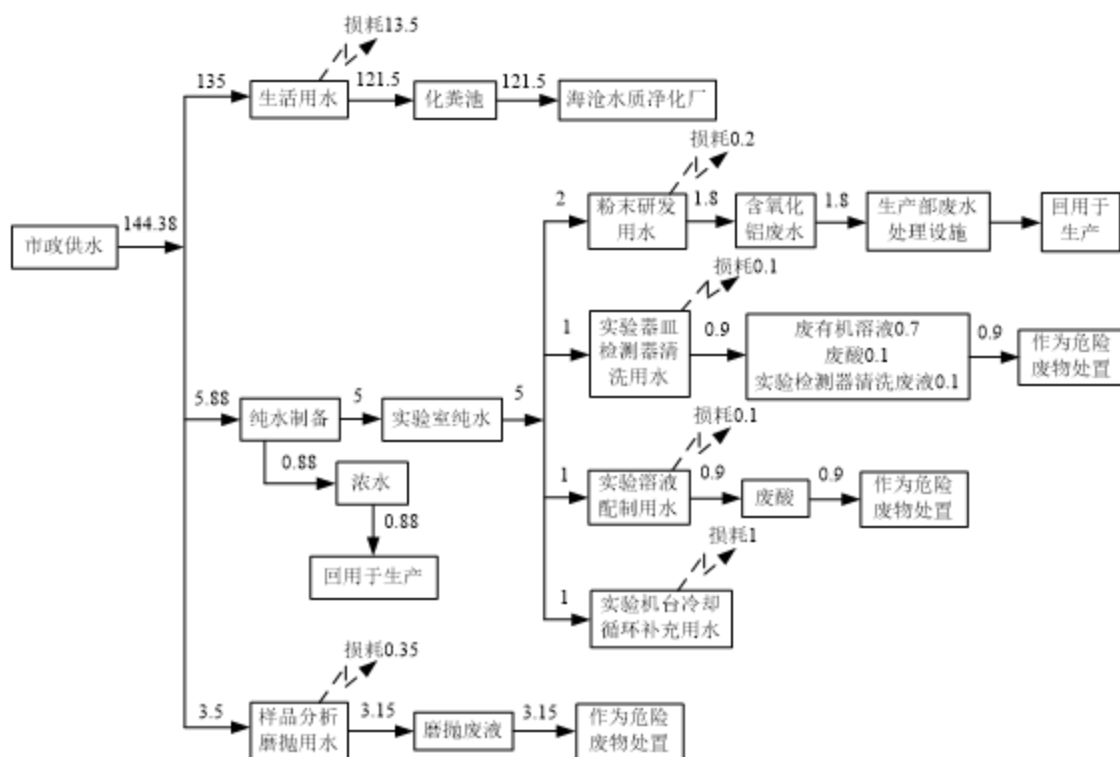 损耗13.5
135
生活用水
121.5
化粪池
121.5
海沧水质净化厂
市政供水
144.38
损耗0.2
2
粉末研发
用水
1.8
含氧化
铝废水
1.8
生产部废水
处理设施
回用于
生产
损耗0.1
1
实验器皿
检测器清
洗用水
0.9
废有机溶液0.7
废酸0.1
实验检测器清洗废液0.1
0.9
作为危险
废物处置
5.88
纯水制备
5
实验室纯水
5
0.88
浓水
0.88
回用于生产
损耗0.1
1
实验溶液
配制用水
0.9
废酸
0.9
作为危险
废物处置
损耗1
1
实验机台冷却
循环补充用水
损耗0.35
3.5
样品分析
磨抛用水
3.15
磨抛废液
3.15
作为危险
废物处置